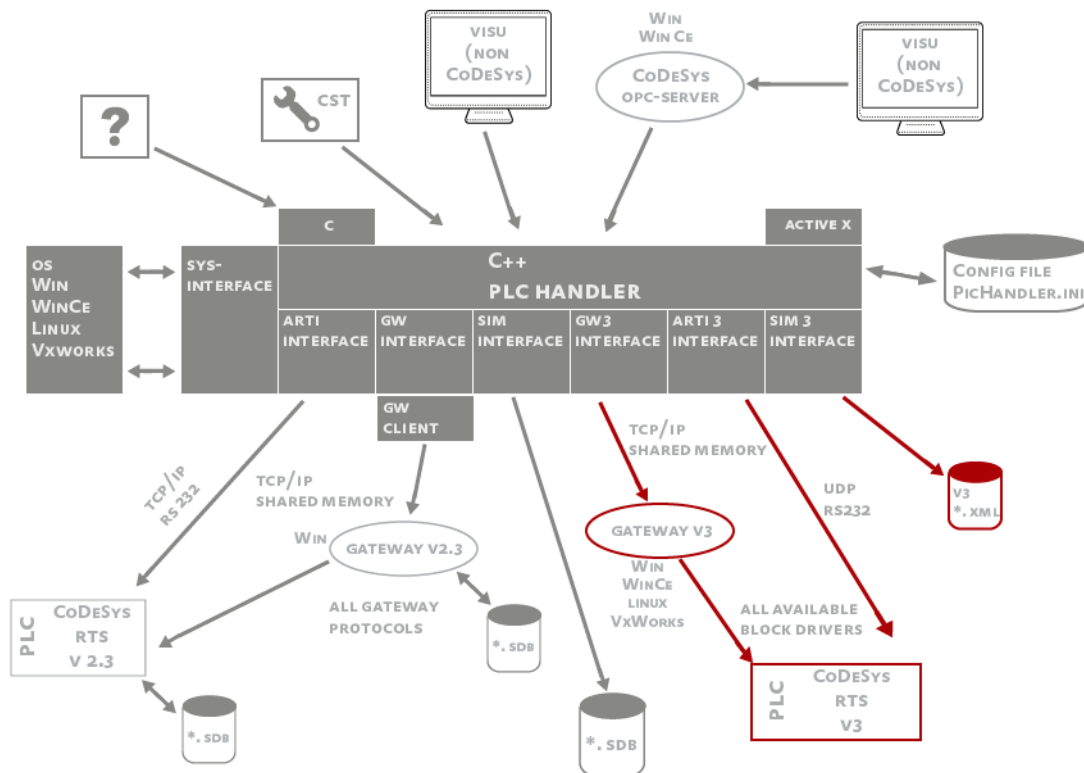 Win
Win Ce
visu
(non
CoDeSys)
CoDeSys
opc-server
visu
(non
CoDeSys)
?
CST
C
Active X
OS
Win
WinCe
Linux
Vxworks
Sys-
interface
C++
PLC Handler
Config file
PicHandler.ini
Arti
interface
GW
interface
Sim
interface
GW3
interface
Arti 3
interface
Sim 3
interface
GW
Client
TCP/IP
RS 232
TCP/IP
Shared Memory
TCP/IP
Shared Memory
UDP
RS232
V3
*. XML
Win
Gateway V2.3
Gateway V3
Win
WinCe
Linux
VxWorks
All Gateway
Protocols
*. SDB
All available
block drivers
PLC
CoDeSys
RTS
V 2.3
*. SDB
*. SDB
PLC
CoDeSys
RTS
V3